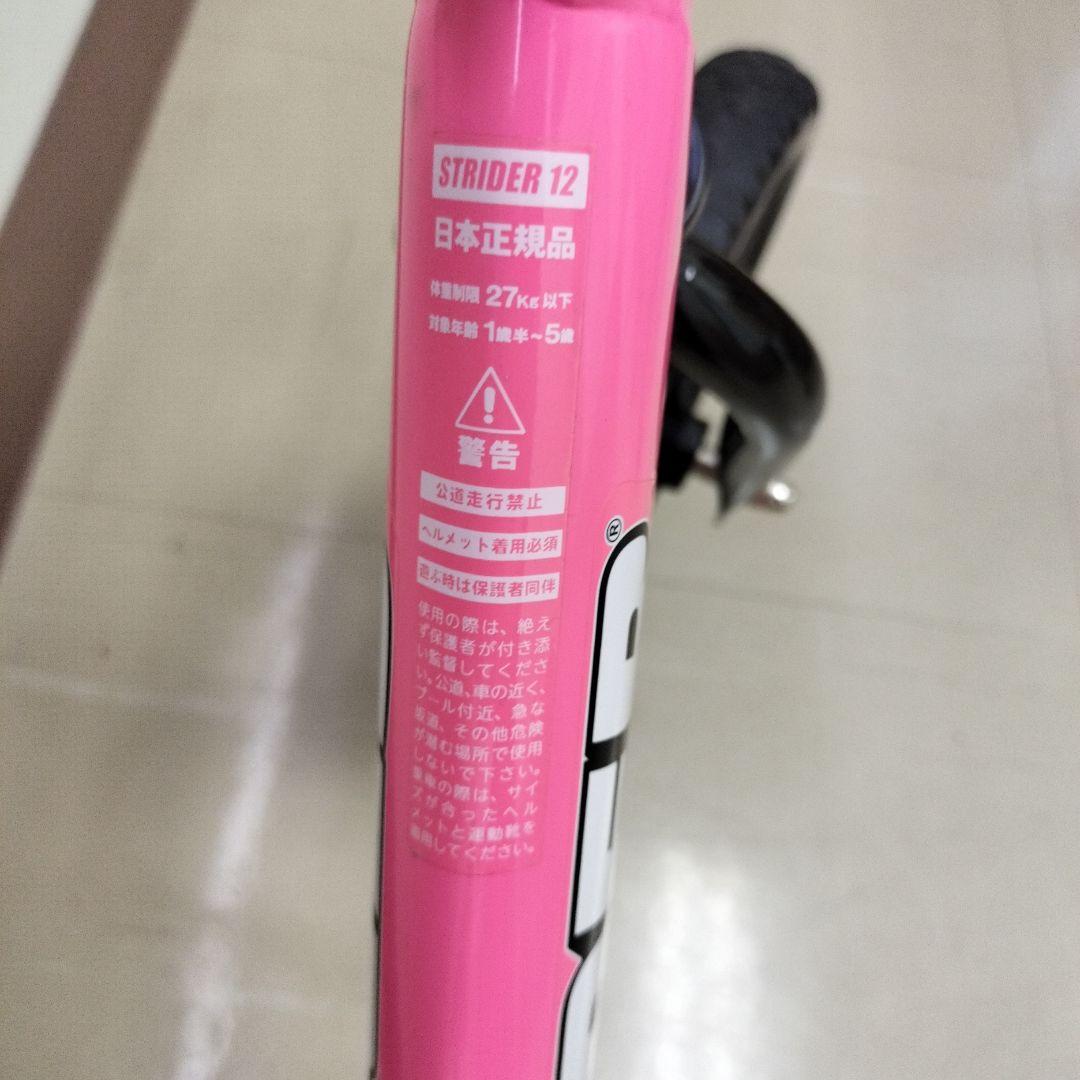 STRIDER 12
日本正規品
体重制限 27Kg 以下
対象年齢 1歳半~5歳
警告
公道走行禁止
ヘルメット着用必須
遊ぶ時は保護者同伴
使用の際は、絶え
ず保護者が付き添
い監督してくださ
い。公道、車の近く、
プール付近、急な
坂道、その他危険
が潜む場所で使用
しないで下さい。
乗車の際は、サイ
ズが合ったヘル
メットと運動靴を
着用してください。
®